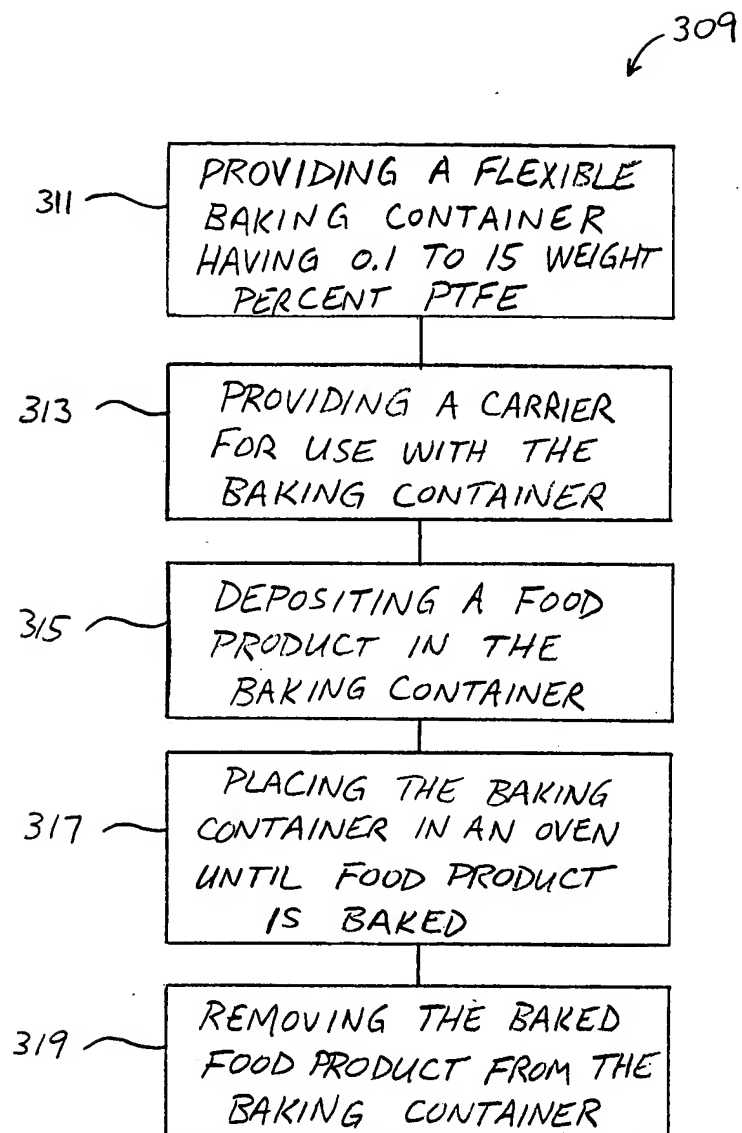 309
311
PROVIDING A FLEXIBLE
BAKING CONTAINER
HAVING 0.1 TO 15 WEIGHT
PERCENT PTFE
313
PROVIDING A CARRIER
FOR USE WITH THE
BAKING CONTAINER
315
DEPOSITING A FOOD
PRODUCT IN THE
BAKING CONTAINER
317
PLACING THE BAKING
CONTAINER IN AN OVEN
UNTIL FOOD PRODUCT
IS BAKED
319
REMOVING THE BAKED
FOOD PRODUCT FROM THE
BAKING CONTAINER